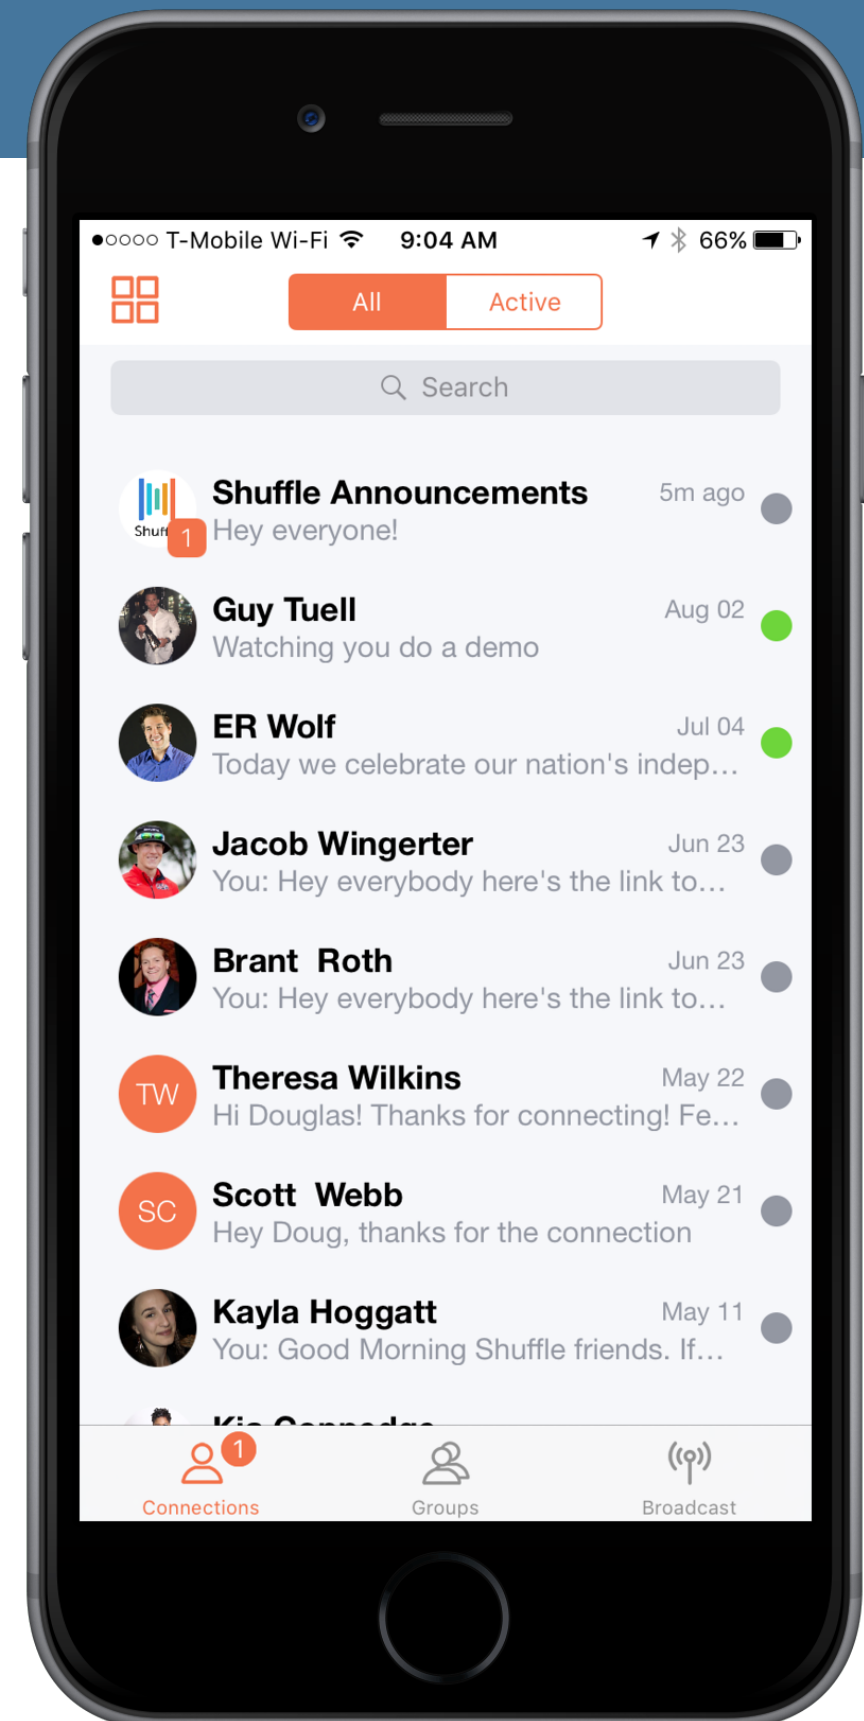 T-Mobile Wi-Fi 9:04 AM 66%
All Active
Search
Shuffle Announcements 5m ago
Shuff 1 Hey everyone!
Guy Tuell Aug 02
Watching you do a demo
ER Wolf Jul 04
Today we celebrate our nation's indep...
Jacob Wingerter Jun 23
You: Hey everybody here's the link to...
Brant Roth Jun 23
You: Hey everybody here's the link to...
TW Theresa Wilkins May 22
Hi Douglas! Thanks for connecting! Fe...
SC Scott Webb May 21
Hey Doug, thanks for the connection
Kayla Hoggatt May 11
You: Good Morning Shuffle friends. If...
1
Connections Groups Broadcast